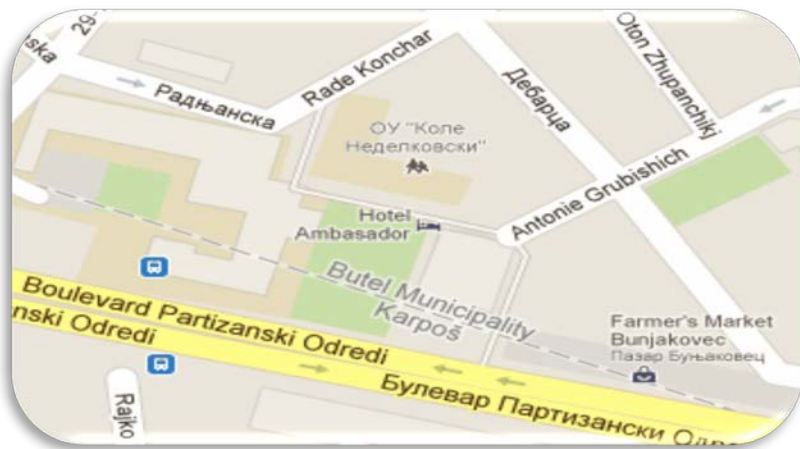 29-
ska
Радњанска
Rade Konchar
Дебарца
Oton Zhupanchikj
ОУ "Коле
Неделковски"
Antonie Grubishich
Hotel
Ambasador
Butel Municipality
Karpoš
Boulevard Partizanski Odredi
nski Odredi
Farmer's Market
Bunjakovec
Пазар Буњаковец
Булевар Партизански Одре
Rajko